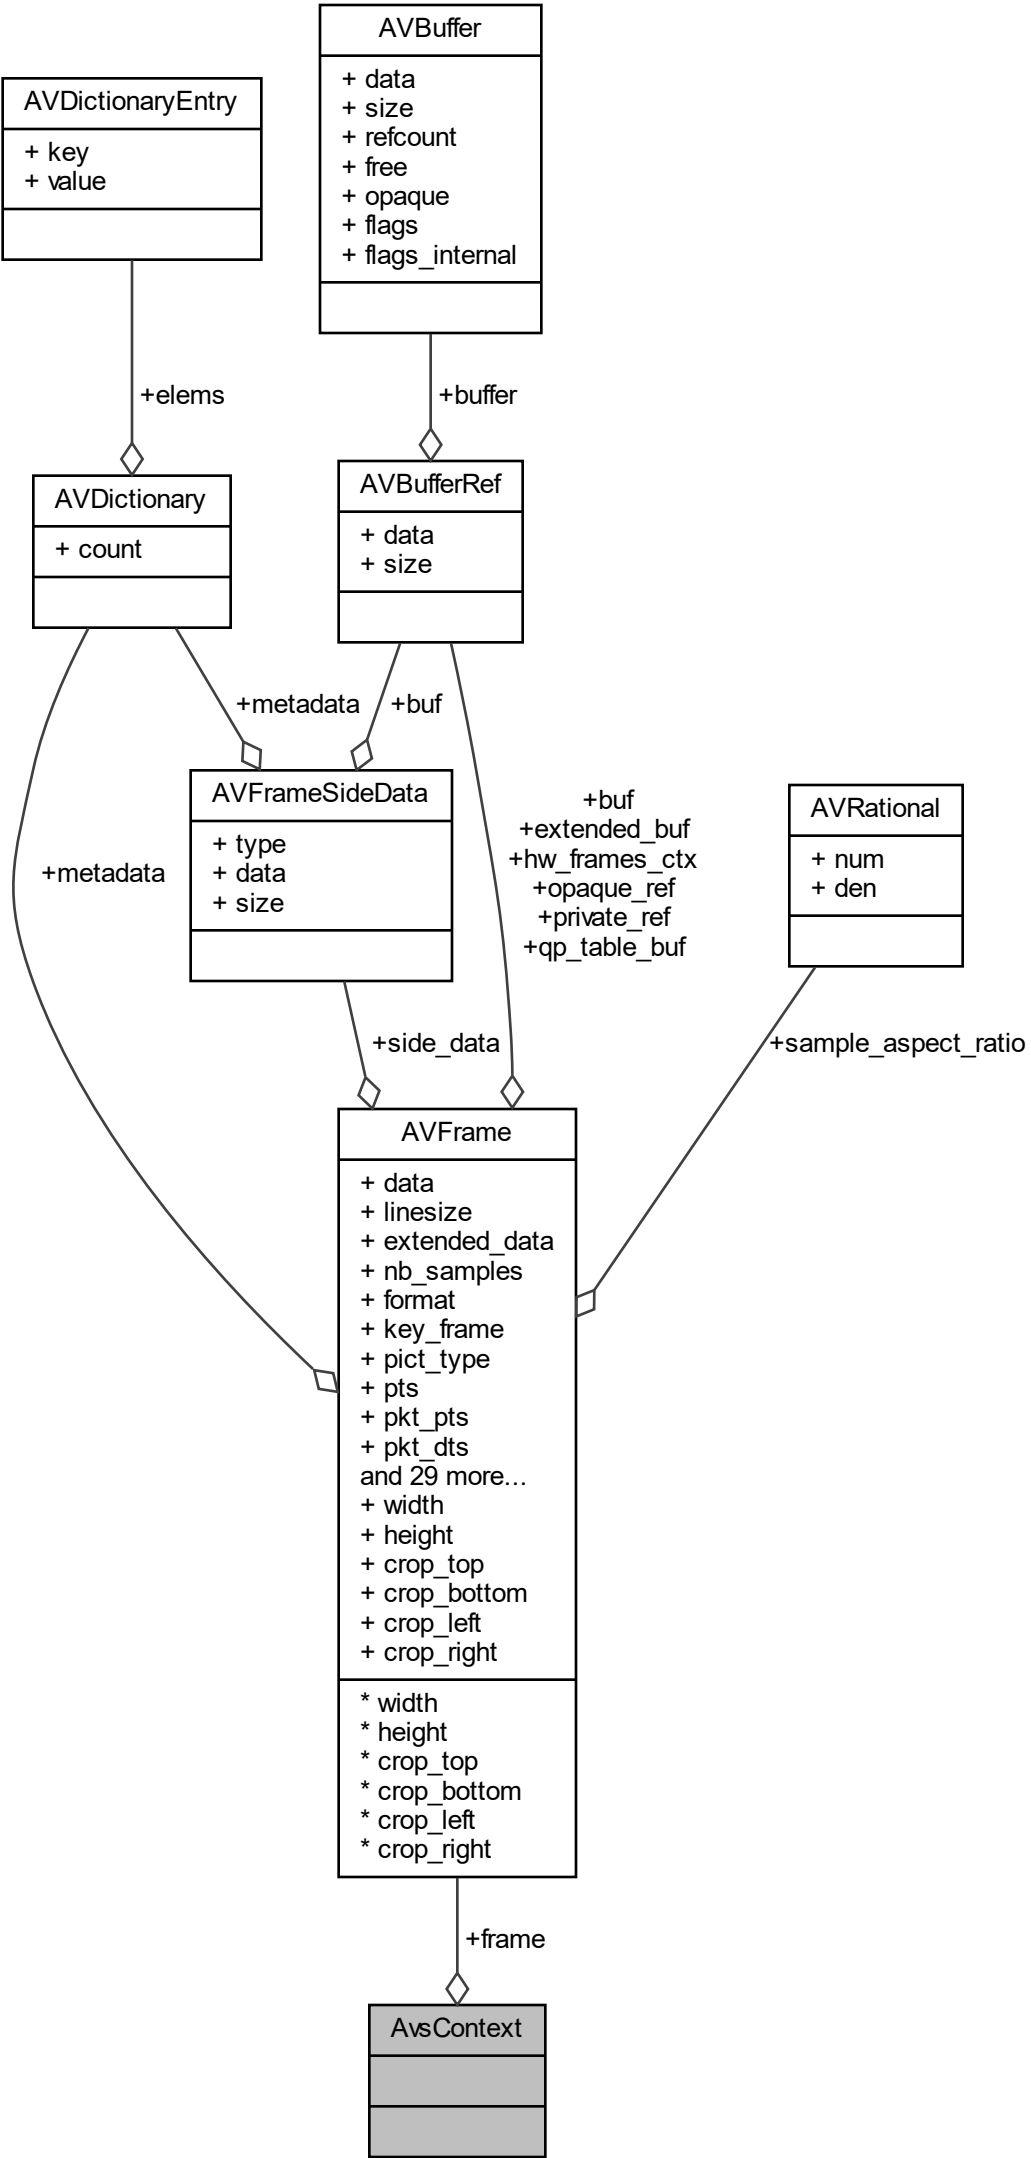 AVBuffer
+ data
+ size
+ refcount
+ free
+ opaque
+ flags
+ flags_internal
AVDictionaryEntry
+ key
+ value
+elems
+buffer
AVDictionary
+ count
AVBufferRef
+ data
+ size
+metadata
+buf
AVFrameSideData
+ type
+ data
+ size
+buf
+extended_buf
+hw_frames_ctx
+opaque_ref
+private_ref
+qp_table_buf
AVRational
+ num
+ den
+metadata
+side_data
+sample_aspect_ratio
AVFrame
+ data
+ linesize
+ extended_data
+ nb_samples
+ format
+ key_frame
+ pict_type
+ pts
+ pkt_pts
+ pkt_dts
and 29 more...
+ width
+ height
+ crop_top
+ crop_bottom
+ crop_left
+ crop_right
* width
* height
* crop_top
* crop_bottom
* crop_left
* crop_right
+frame
AvsContext